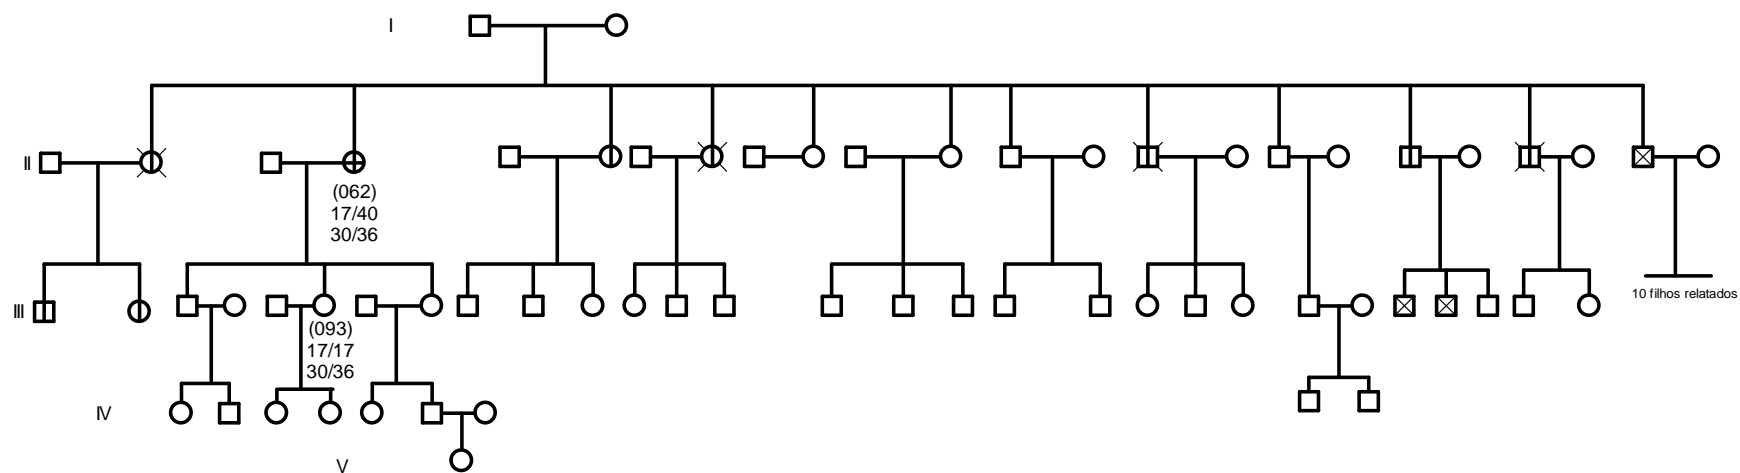 I
II
(062)
17/40
30/36
III
(093)
17/17
30/36
10 filhos relatados
IV
V